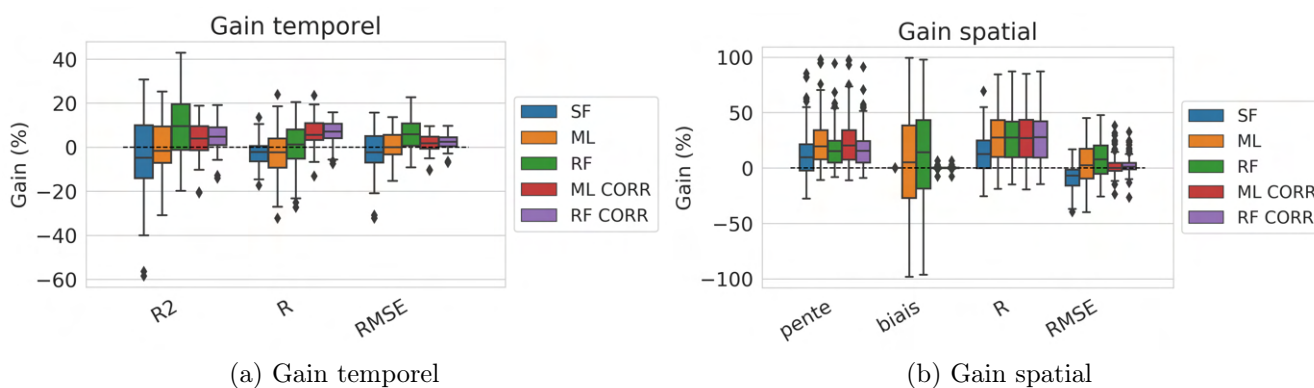 Gain temporel
Gain (%)
40
20
0
−20
−40
−60
R2
R
RMSE
SF
ML
RF
ML CORR
RF CORR
(a) Gain temporel
Gain spatial
Gain (%)
100
50
0
−50
−100
pente
biais
R
RMSE
SF
ML
RF
ML CORR
RF CORR
(b) Gain spatial